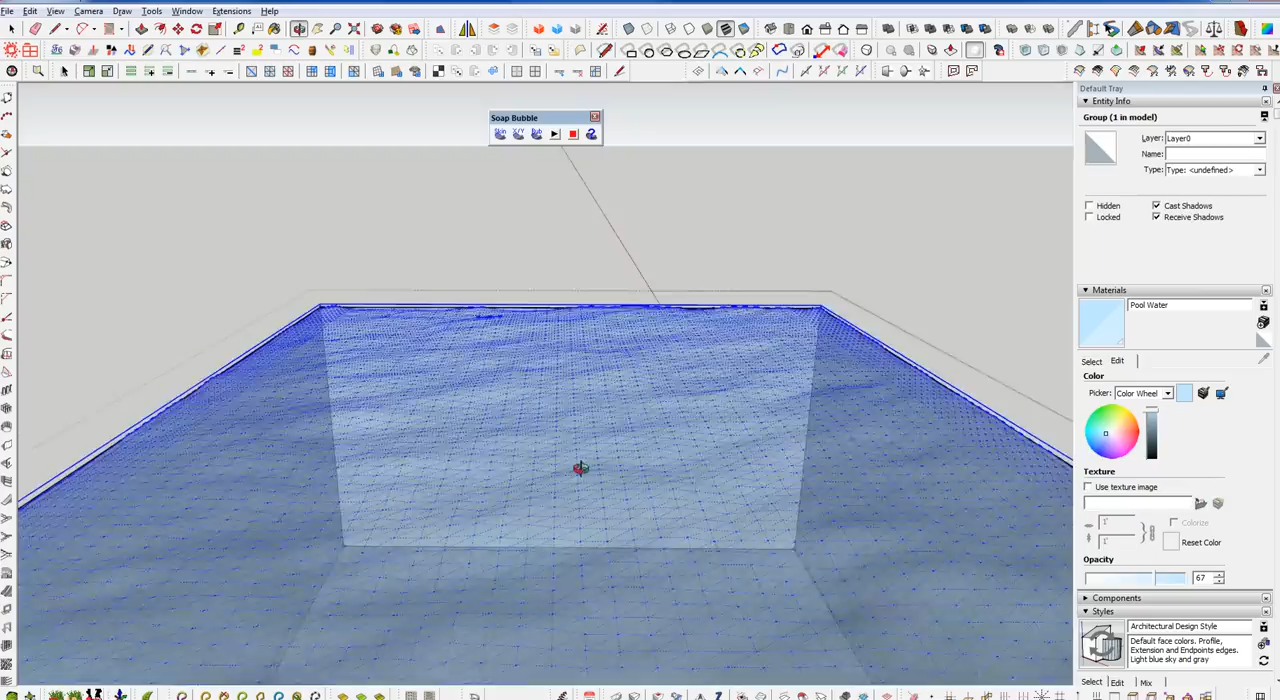 File Edit View Camera Draw Tools Window Extensions Help
Default Tray
Entity Info
Group (1 in model)
Layer: Layer0
Name:
Type: Type: <undefined>
Hidden Cast Shadows
Locked Receive Shadows
Soap Bubble
Skin X/Y Bub
Materials
Pool Water
Select Edit
Color
Picker: Color Wheel
Texture
Use texture image
1' Colorize
1' Reset Color
Opacity
67
Components
Styles
Architectural Design Style
Default face colors. Profile,
Extension and Endpoints edges.
Light blue sky and gray
Select Edit Mix